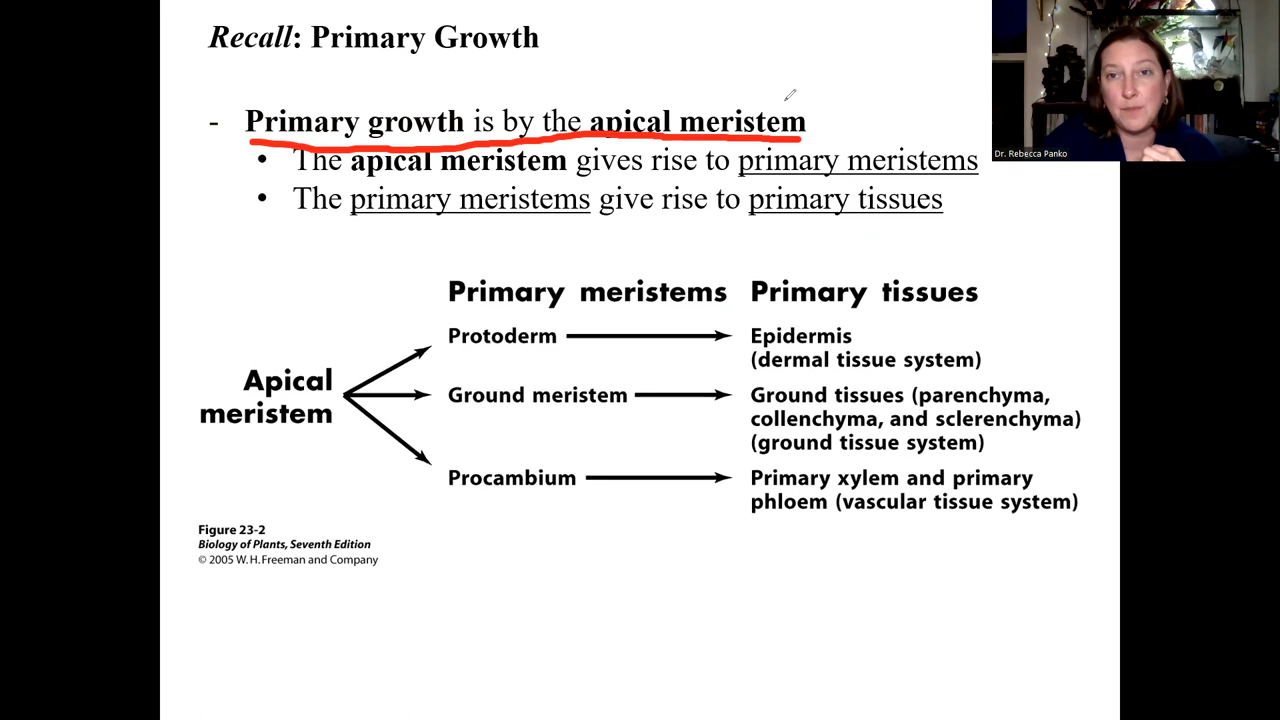 Recall: Primary Growth
- Primary growth is by the apical meristem
• The apical meristem gives rise to primary meristems
• The primary meristems give rise to primary tissues
Dr. Rebecca Panko
Primary meristems Primary tissues
Protoderm Epidermis
(dermal tissue system)
Apical
meristem
Ground meristem Ground tissues (parenchyma,
collenchyma, and sclerenchyma)
(ground tissue system)
Procambium Primary xylem and primary
phloem (vascular tissue system)
Figure 23-2
Biology of Plants, Seventh Edition
© 2005 W. H. Freeman and Company